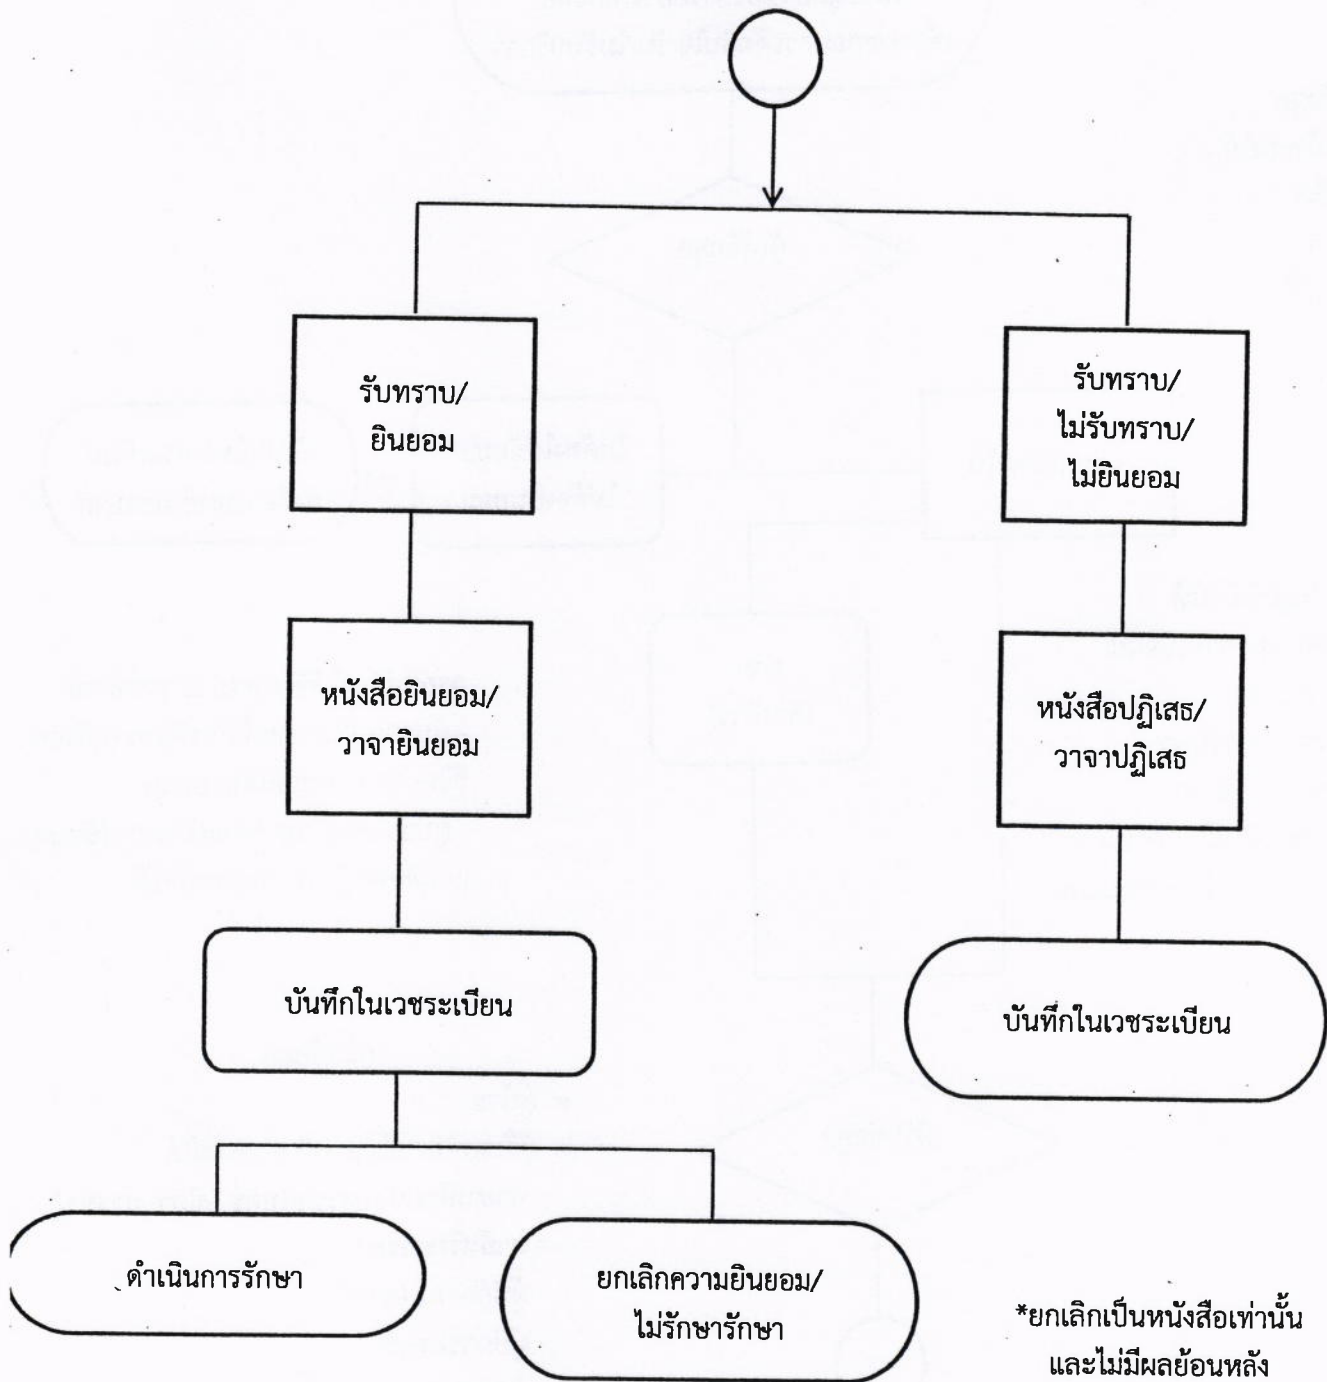 รับทราบ/
ยินยอม
รับทราบ/
ไม่รับทราบ/
ไม่ยินยอม
หนังสือยินยอม/
วาจายินยอม
หนังสือปฏิเสธ/
วาจาปฏิเสธ
บันทึกในเวชระเบียน
บันทึกในเวชระเบียน
ดำเนินการรักษา
ยกเลิกความยินยอม/
ไม่รักษารักษา
*ยกเลิกเป็นหนังสือเท่านั้น
และไม่มีผลย้อนหลัง